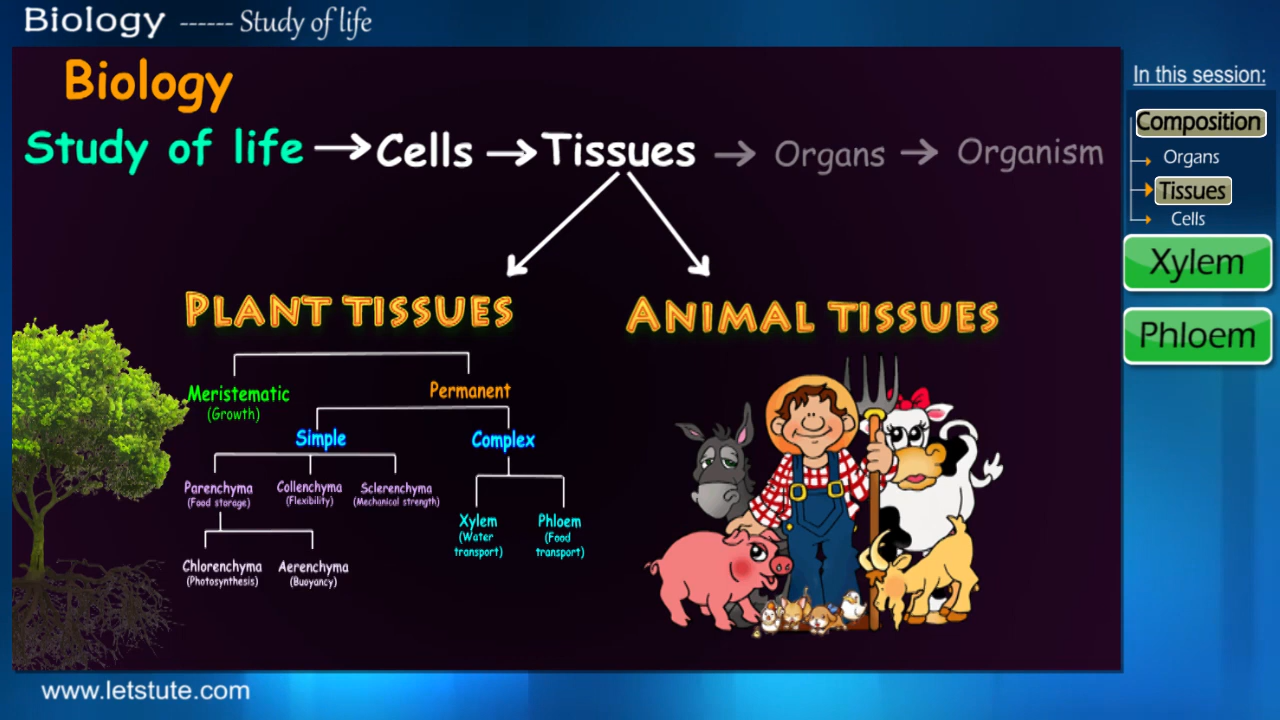 Biology ------ Study of life
Biology
Study of life → Cells → Tissues → Organs → Organism
PLANT TISSUES
ANIMAL TISSUES
Meristematic
(Growth)
Permanent
Simple
Complex
Parenchyma
(Food storage)
Collenchyma
(Flexibility)
Sclerenchyma
(Mechanical strength)
Xylem
(Water
transport)
Phloem
(Food
transport)
Chlorenchyma
(Photosynthesis)
Aerenchyma
(Buoyancy)
In this session:
Composition
Organs
Tissues
Cells
Xylem
Phloem
www.letstute.com